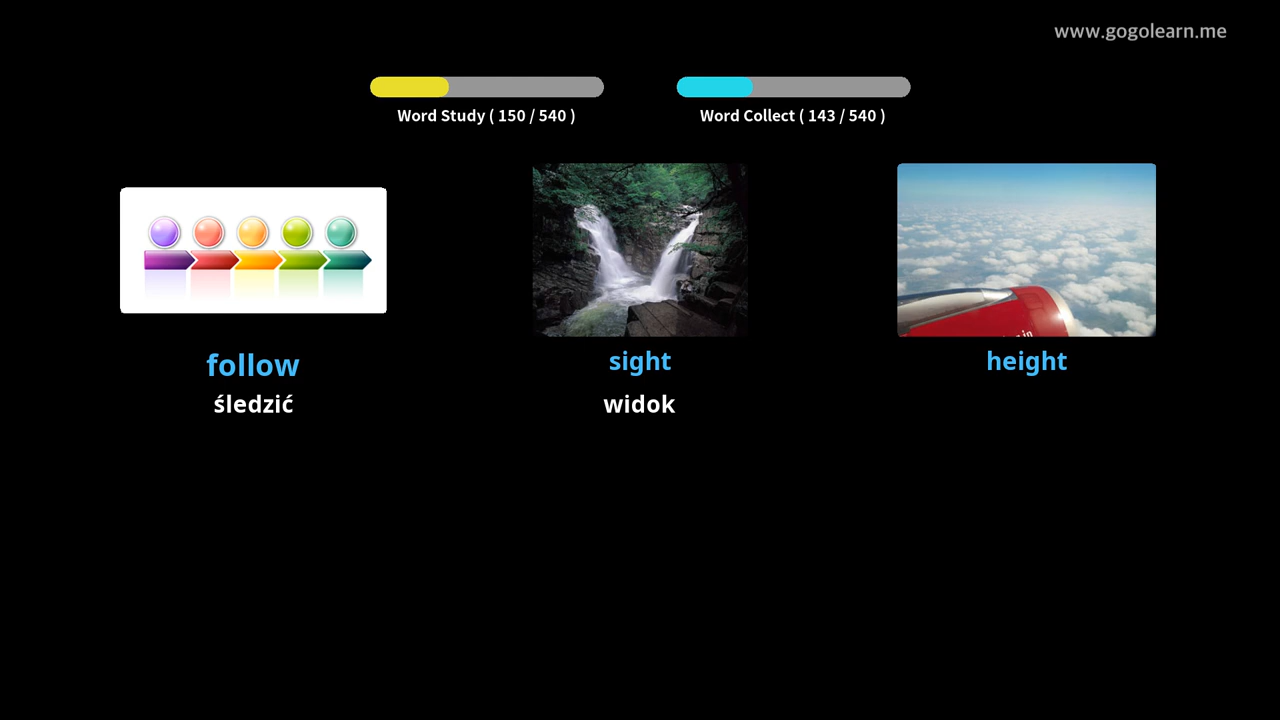 www.gogolearn.me
Word Study ( 150 / 540 )
Word Collect ( 143 / 540 )
follow
sight
height
śledzić
widok